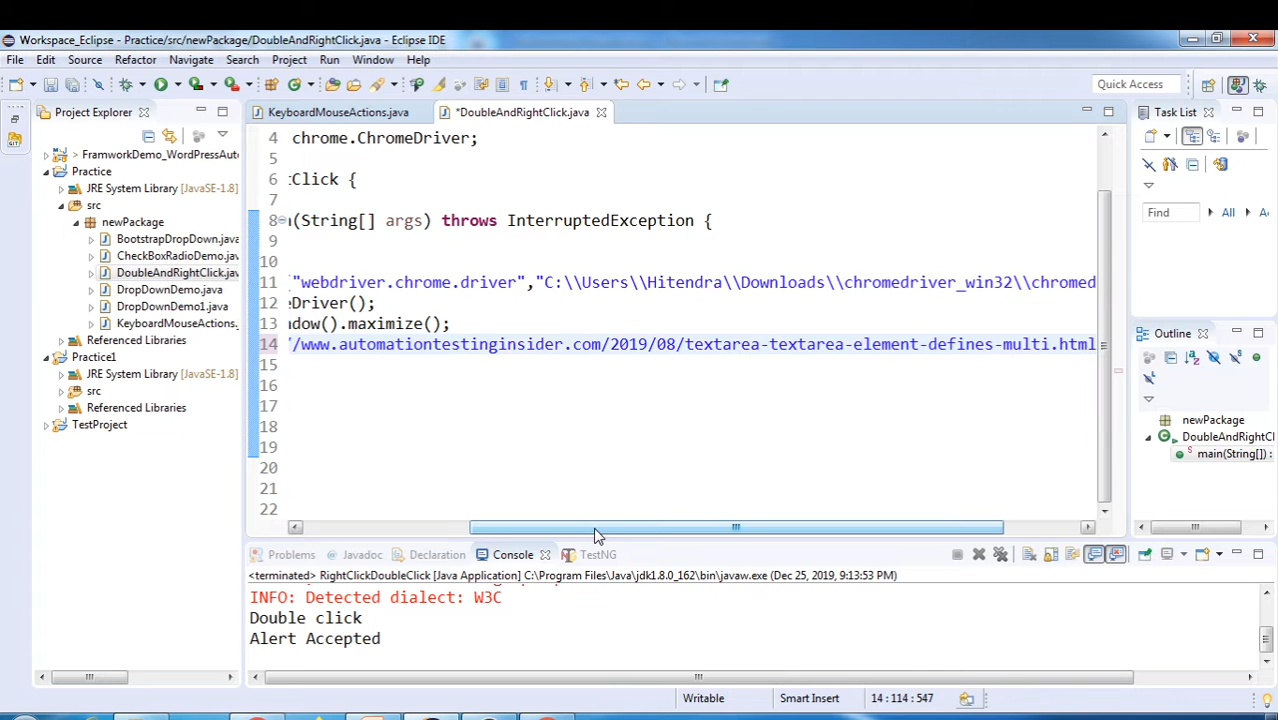 Workspace_Eclipse - Practice/src/newPackage/DoubleAndRightClick.java - Eclipse IDE
File Edit Source Refactor Navigate Search Project Run Window Help
Quick Access
Project Explorer
KeyboardMouseActions.java
*DoubleAndRightClick.java
Task List
> FramworkDemo_WordPressAuto
Practice
JRE System Library [JavaSE-1.8]
src
newPackage
BootstrapDropDown.java
CheckBoxRadioDemo.jav
DoubleAndRightClick.jav
DropDownDemo.java
DropDownDemo1.java
KeyboardMouseActions.
Referenced Libraries
Practice1
JRE System Library [JavaSE-1.8]
src
Referenced Libraries
TestProject
4 chrome.ChromeDriver;
5
6 tClick {
7
8 n(String[] args) throws InterruptedException {
9
10
11 ("webdriver.chrome.driver","C:\\Users\\Hitendra\\Downloads\\chromedriver_win32\\chromed
12 eDriver();
13 ndow().maximize();
14 //www.automationtestinginsider.com/2019/08/textarea-textarea-element-defines-multi.html
15
16
17
18
19
20
21
22
Find All Ac
Outline
newPackage
DoubleAndRightCl
main(String[]) :
Problems Javadoc Declaration Console TestNG
<terminated> RightClickDoubleClick [Java Application] C:\Program Files\Java\jdk1.8.0_162\bin\javaw.exe (Dec 25, 2019, 9:13:53 PM)
INFO: Detected dialect: W3C
Double click
Alert Accepted
Writable Smart Insert 14 : 114 : 547